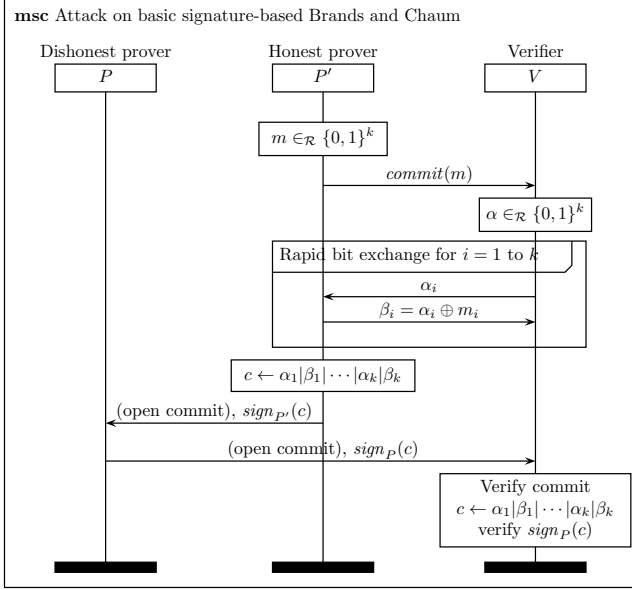 msc Attack on basic signature-based Brands and Chaum
Dishonest prover
Honest prover
Verifier
P
P′
V
m ∈_ℛ {0, 1}^k
commit(m)
α ∈_ℛ {0, 1}^k
Rapid bit exchange for i = 1 to k
α_i
β_i = α_i ⊕ m_i
c ← α_1|β_1| · · · |α_k|β_k
(open commit), sign_{P′}(c)
(open commit), sign_P(c)
Verify commit
c ← α_1|β_1| · · · |α_k|β_k
verify sign_P(c)